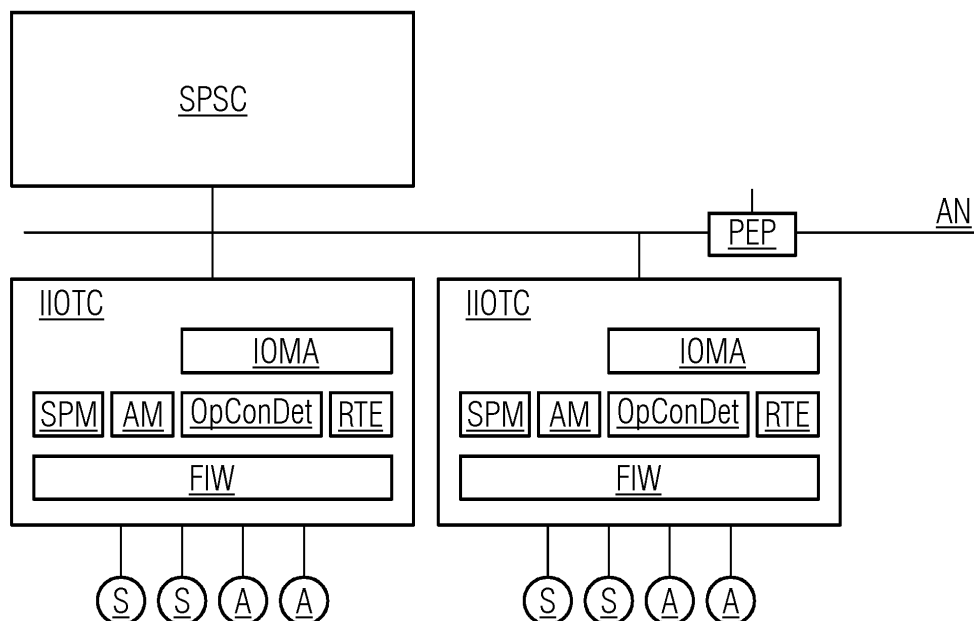 SPSC
AN
PEP
IIOTC
IOMA
SPM AM OpConDet RTE
FIW
S S A A
IIOTC
IOMA
SPM AM OpConDet RTE
FIW
S S A A